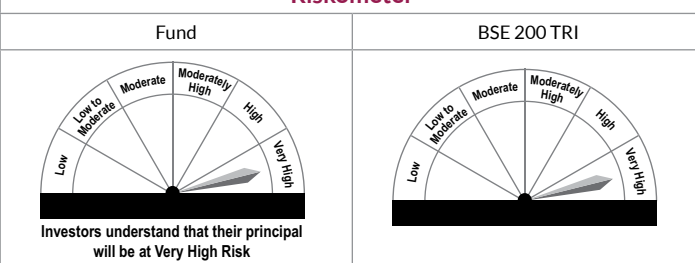 Riskometer
Fund
BSE 200 TRI
Low
Low to
Moderate
Moderate
Moderately
High
High
Very High
Investors understand that their principal
will be at Very High Risk
Low
Low to
Moderate
Moderate
Moderately
High
High
Very High